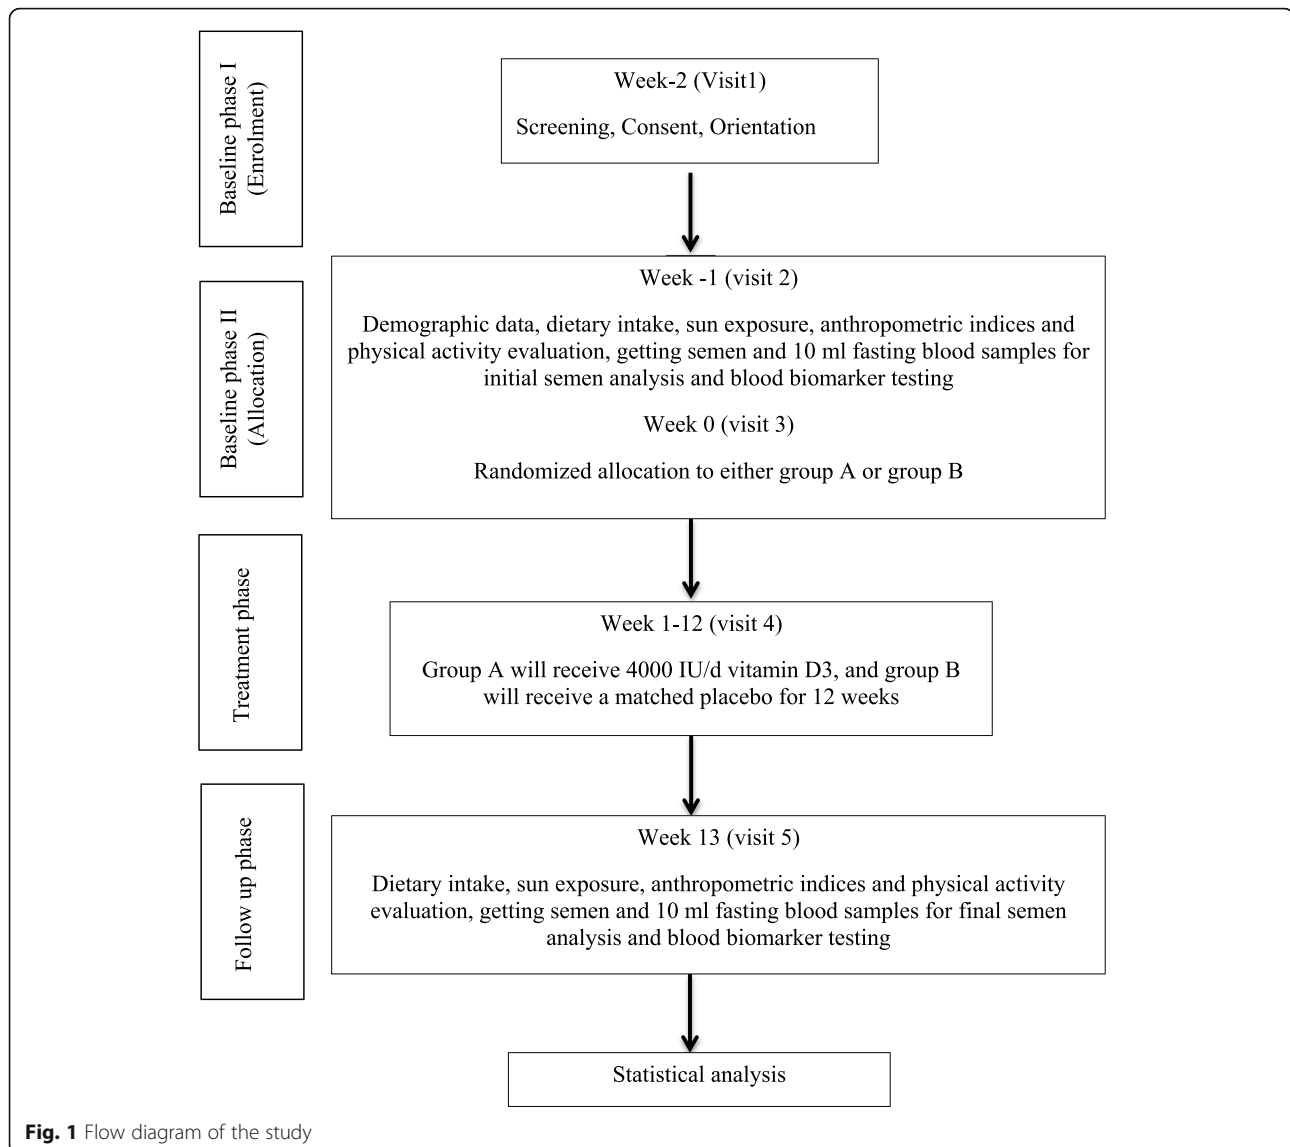 Baseline phase I
(Enrolment)
Week-2 (Visit1)
Screening, Consent, Orientation
Baseline phase II
(Allocation)
Week -1 (visit 2)
Demographic data, dietary intake, sun exposure, anthropometric indices and
physical activity evaluation, getting semen and 10 ml fasting blood samples for
initial semen analysis and blood biomarker testing
Week 0 (visit 3)
Randomized allocation to either group A or group B
Treatment phase
Week 1-12 (visit 4)
Group A will receive 4000 IU/d vitamin D3, and group B
will receive a matched placebo for 12 weeks
Follow up phase
Week 13 (visit 5)
Dietary intake, sun exposure, anthropometric indices and physical activity
evaluation, getting semen and 10 ml fasting blood samples for final semen
analysis and blood biomarker testing
Statistical analysis
Fig. 1 Flow diagram of the study